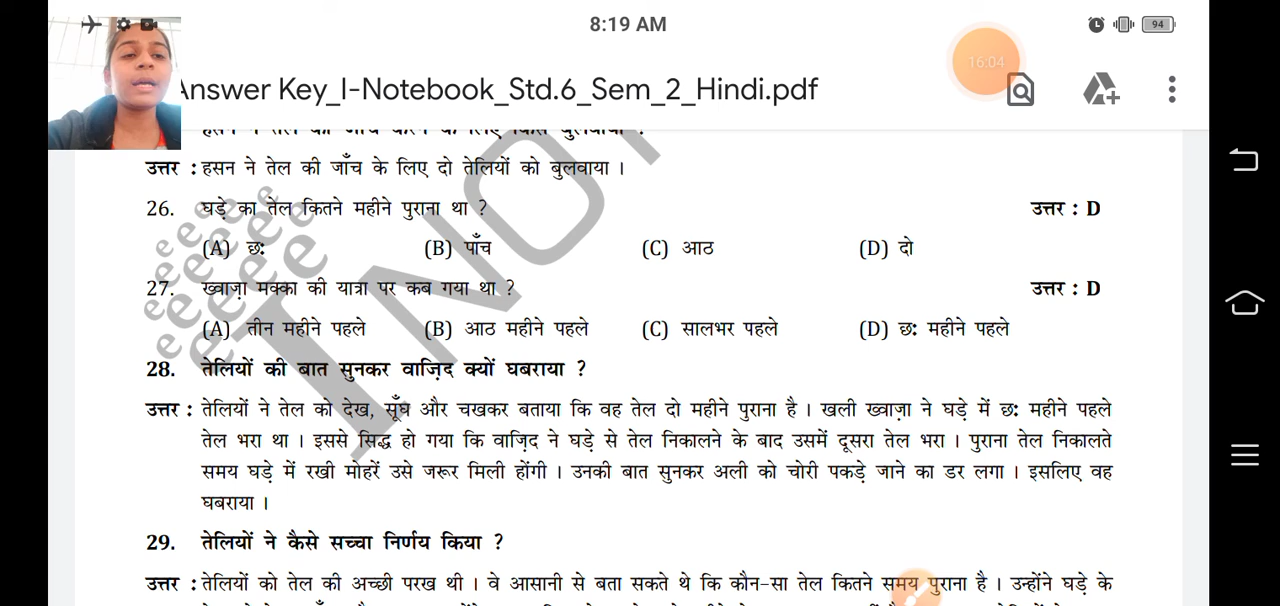 8:19 AM
94
16:04
Answer Key_I-Notebook_Std.6_Sem_2_Hindi.pdf
हसन ने तेल की जाँच करने के लिए किसे बुलवाया ?
उत्तर : हसन ने तेल की जाँच के लिए दो तेलियों को बुलवाया ।
26. घड़े का तेल कितने महीने पुराना था ? उत्तर : D
(A) छः (B) पाँच (C) आठ (D) दो
27. ख्वाज़ा मक्का की यात्रा पर कब गया था ? उत्तर : D
(A) तीन महीने पहले (B) आठ महीने पहले (C) सालभर पहले (D) छः महीने पहले
28. तेलियों की बात सुनकर वाज़िद क्यों घबराया ?
उत्तर : तेलियों ने तेल को देख, सूँघ और चखकर बताया कि वह तेल दो महीने पुराना है । खली ख्वाज़ा ने घड़े में छः महीने पहले
तेल भरा था । इससे सिद्ध हो गया कि वाज़िद ने घड़े से तेल निकालने के बाद उसमें दूसरा तेल भरा । पुराना तेल निकालते
समय घड़े में रखी मोहरें उसे जरूर मिली होंगी । उनकी बात सुनकर अली को चोरी पकड़े जाने का डर लगा । इसलिए वह
घबराया ।
29. तेलियों ने कैसे सच्चा निर्णय किया ?
उत्तर : तेलियों को तेल की अच्छी परख थी । वे आसानी से बता सकते थे कि कौन-सा तेल कितने समय पुराना है । उन्होंने घड़े के